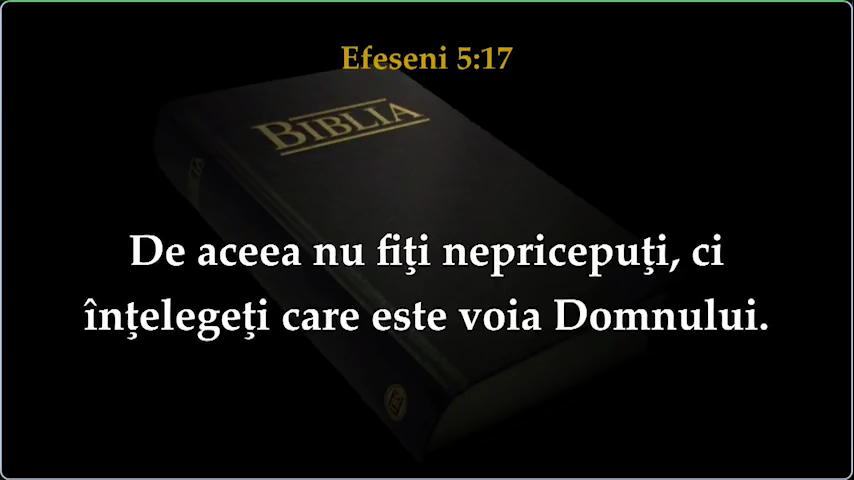 Efeseni 5:17
BIBLIA
De aceea nu fiţi nepricepuţi, ci
înţelegeţi care este voia Domnului.